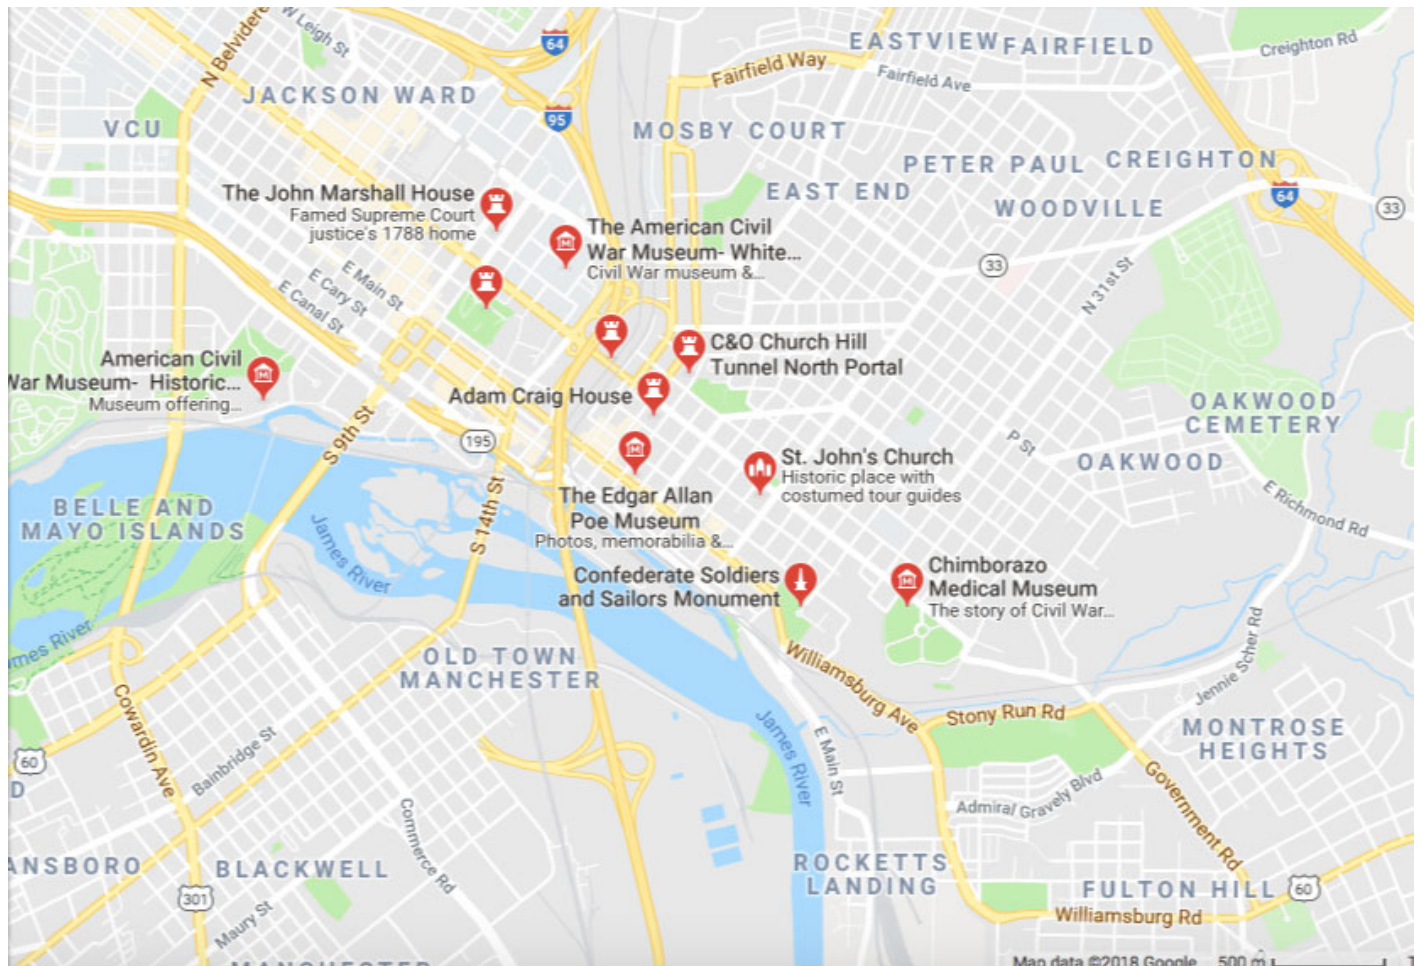 W Leigh St
N Belvidere
64
EASTVIEW
FAIRFIELD
Creighton Rd
Fairfield Way
Fairfield Ave
JACKSON WARD
95
VCU
MOSBY COURT
PETER PAUL
CREIGHTON
EAST END
64
33
WOODVILLE
The John Marshall House
Famed Supreme Court
justice's 1788 home
The American Civil
War Museum- White...
Civil War museum &...
33
N 31st St
E Main St
E Cary St
E Canal St
C&O Church Hill
Tunnel North Portal
American Civil
War Museum- Historic...
Museum offering...
Adam Craig House
OAKWOOD
CEMETERY
S 9th St
195
P St
OAKWOOD
St. John's Church
Historic place with
costumed tour guides
E Richmond Rd
The Edgar Allan
Poe Museum
Photos, memorabilia &...
BELLE AND
MAYO ISLANDS
S 14th St
James River
Confederate Soldiers
and Sailors Monument
Chimborazo
Medical Museum
The story of Civil War...
mes River
OLD TOWN
MANCHESTER
Williamsburg Ave
Jennie Scher Rd
Stony Run Rd
Cowardin Ave
James River
E Main St
MONTROSE
HEIGHTS
60
D
Bainbridge St
Commerce Rd
Admiral Gravely Blvd
Government Rd
ANSBORO
BLACKWELL
ROCKETTS
LANDING
FULTON HILL
60
301
Maury St
Williamsburg Rd
MANCHESTER
Map data ©2018 Google
500 m